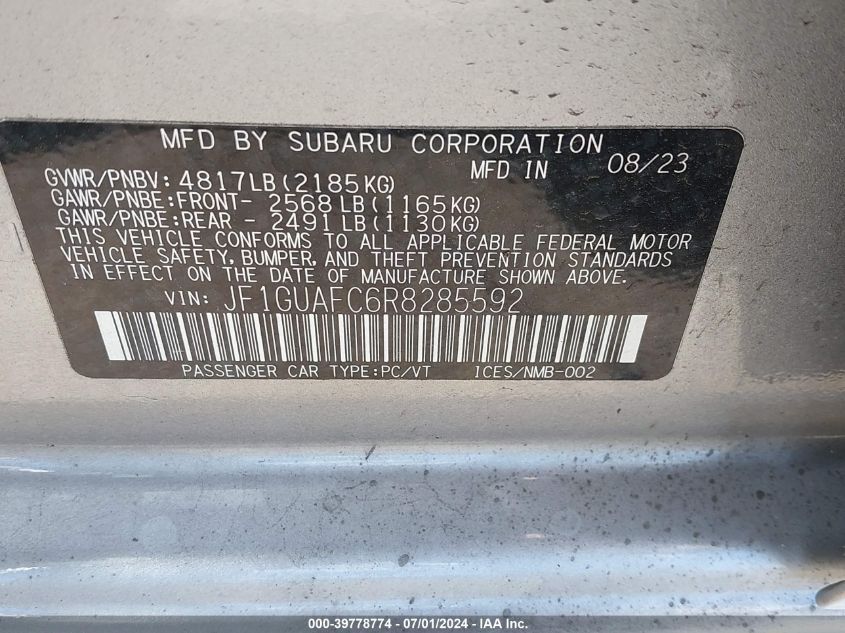 MFD BY SUBARU CORPORATION
MFD IN 08/23
GVWR/PNBV: 4817LB(2185KG)
GAWR/PNBE:FRONT- 2568LB(1165KG)
GAWR/PNBE:REAR - 2491LB(1130KG)
THIS VEHICLE CONFORMS TO ALL APPLICABLE FEDERAL MOTOR
VEHICLE SAFETY, BUMPER, AND THEFT PREVENTION STANDARDS
IN EFFECT ON THE DATE OF MANUFACTURE SHOWN ABOVE.
VIN: JF1GUAFC6R8285592
PASSENGER CAR TYPE:PC/VT ICES/NMB-002
000-39778774 - 07/01/2024 - IAA Inc.